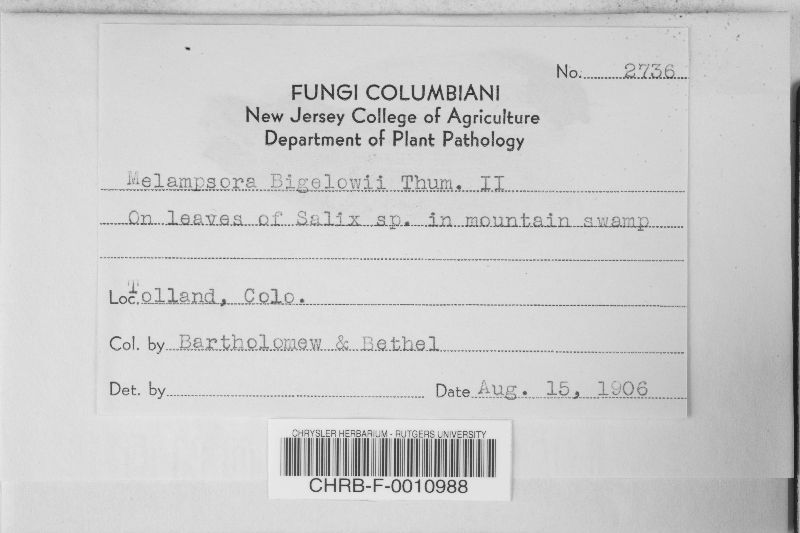 No. 2736
FUNGI COLUMBIANI
New Jersey College of Agriculture
Department of Plant Pathology
Melampsora Bigelowii Thum. II
On leaves of Salix sp. in mountain swamp
Loc. Tolland, Colo.
Col. by Bartholomew & Bethel
Det. by
Date Aug. 15, 1906
CHRYSLER HERBARIUM - RUTGERS UNIVERSITY
CHRB-F-0010988